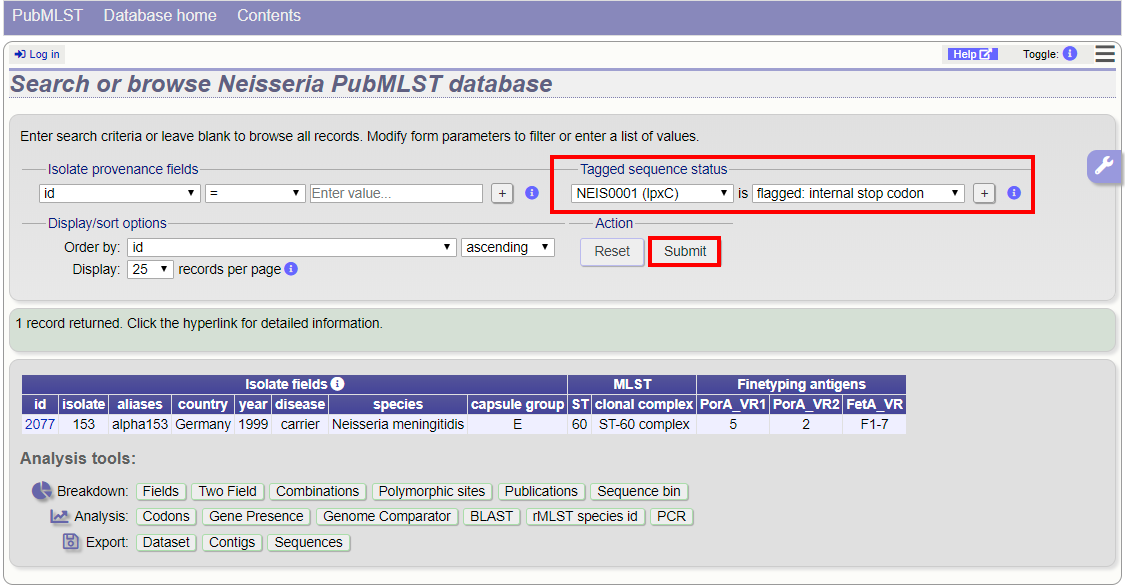 PubMLST Database home Contents
Log in Help Toggle:
Search or browse Neisseria PubMLST database
Enter search criteria or leave blank to browse all records. Modify form parameters to filter or enter a list of values.
Isolate provenance fields Tagged sequence status
id = Enter value... + NEIS0001 (lpxC) is flagged: internal stop codon +
Display/sort options Action
Order by: id ascending Reset Submit
Display: 25 records per page
1 record returned. Click the hyperlink for detailed information.
Isolate fields MLST Finetyping antigens
id isolate aliases country year disease species capsule group ST clonal complex PorA_VR1 PorA_VR2 FetA_VR
2077 153 alpha153 Germany 1999 carrier Neisseria meningitidis E 60 ST-60 complex 5 2 F1-7
Analysis tools:
Breakdown: Fields Two Field Combinations Polymorphic sites Publications Sequence bin
Analysis: Codons Gene Presence Genome Comparator BLAST rMLST species id PCR
Export: Dataset Contigs Sequences